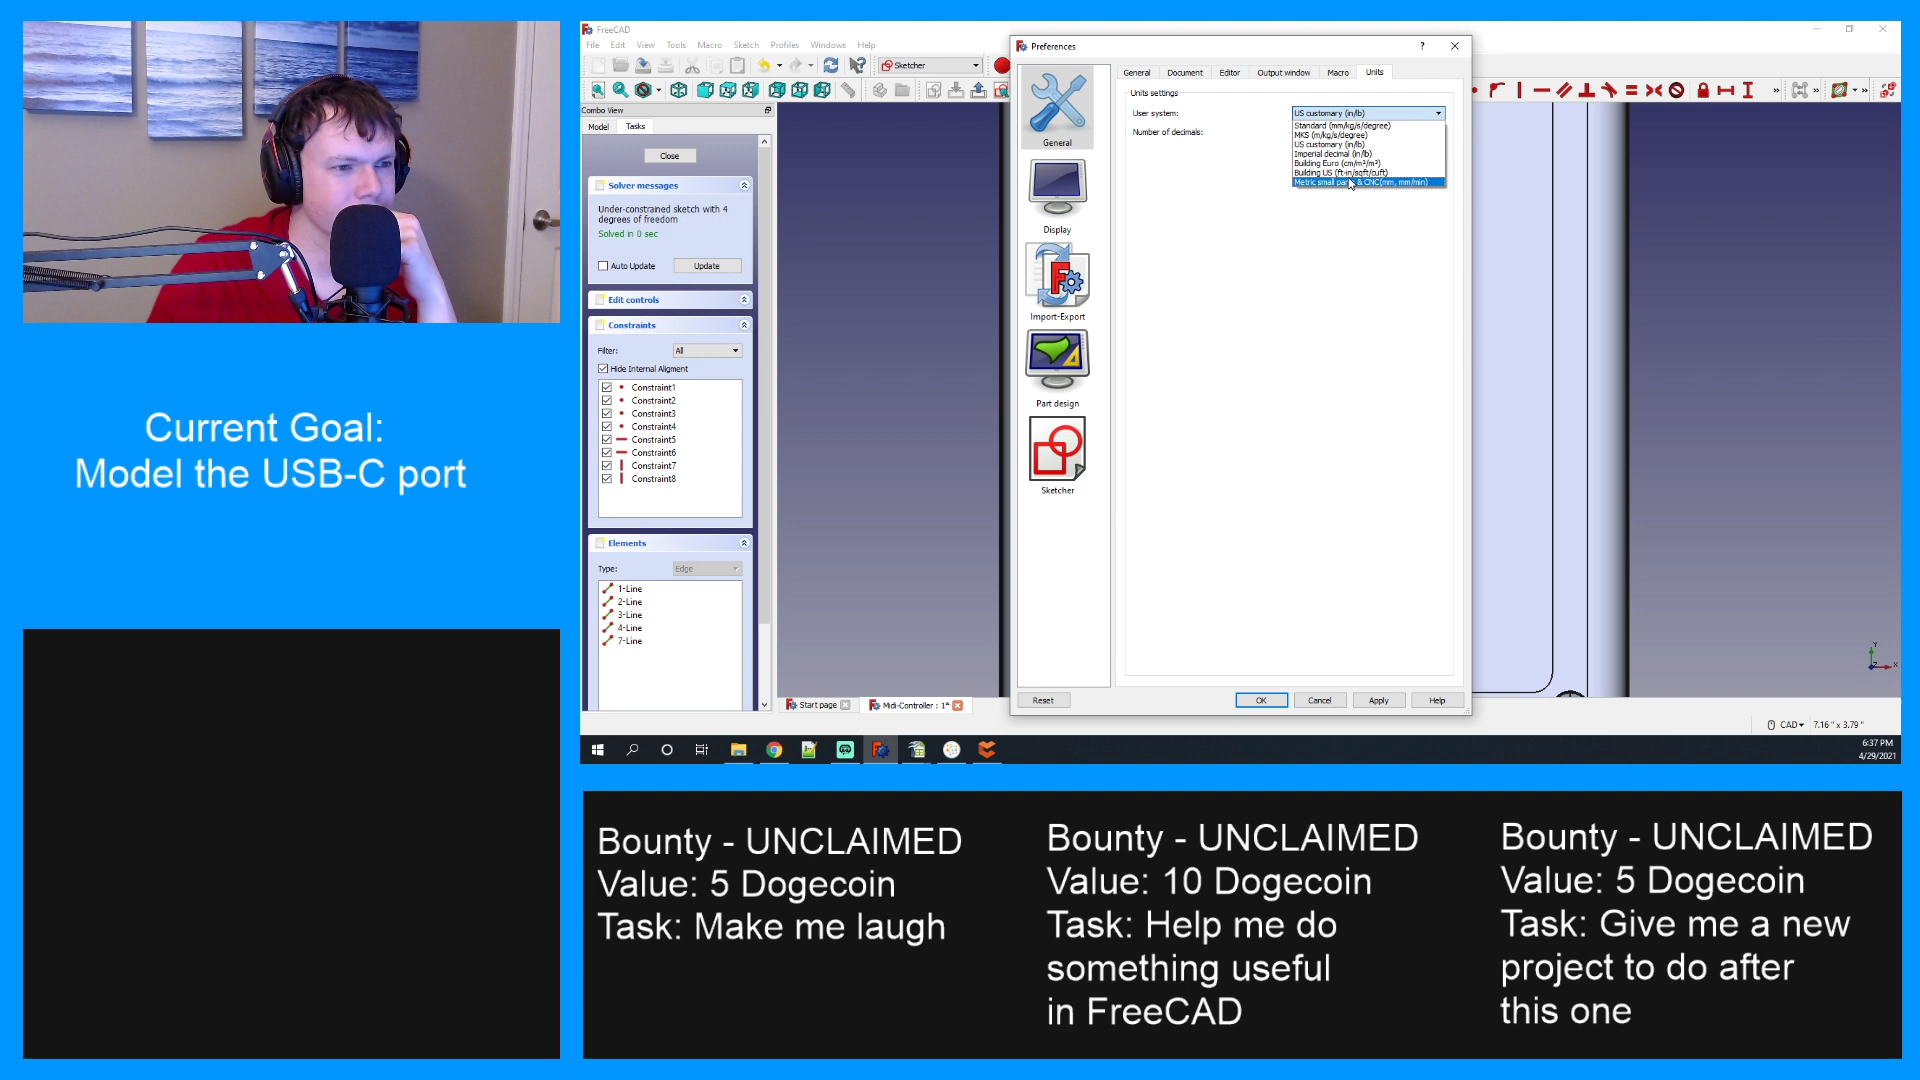 FreeCAD
File Edit View Tools Macro Sketch Profiles Windows Help
Sketcher
Combo View
Model Tasks
Close
Solver messages
Under-constrained sketch with 4
degrees of freedom
Solved in 0 sec
Auto Update Update
Edit controls
Constraints
Filter: All
Hide Internal Aligment
Constraint1
Constraint2
Constraint3
Constraint4
Constraint5
Constraint6
Constraint7
Constraint8
Elements
Type: Edge
1-Line
2-Line
3-Line
4-Line
7-Line
Start page
Midi-Controller : 1*
Preferences
General
Display
Import-Export
Part design
Sketcher
General Document Editor Output window Macro Units
Units settings
User system: US customary (in/lb)
Number of decimals:
Standard (mm/kg/s/degree)
MKS (m/kg/s/degree)
US customary (in/lb)
Imperial decimal (in/lb)
Building Euro (cm/m²/m³)
Building US (ft-in/sqft/cuft)
Metric small parts & CNC(mm, mm/min)
Reset OK Cancel Apply Help
CAD 7.16 " x 3.79 "
6:37 PM
4/29/2021
Current Goal:
Model the USB-C port
Bounty - UNCLAIMED
Value: 5 Dogecoin
Task: Make me laugh
Bounty - UNCLAIMED
Value: 10 Dogecoin
Task: Help me do
something useful
in FreeCAD
Bounty - UNCLAIMED
Value: 5 Dogecoin
Task: Give me a new
project to do after
this one